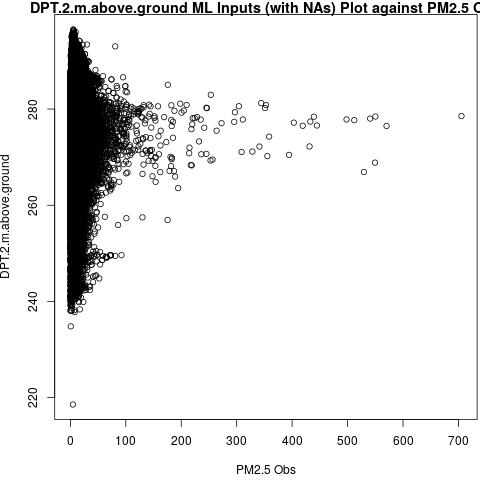 DPT.2.m.above.ground ML Inputs (with NAs) Plot against PM2.5 O
DPT.2.m.above.ground
280
260
240
220
0 100 200 300 400 500 600 700
PM2.5 Obs